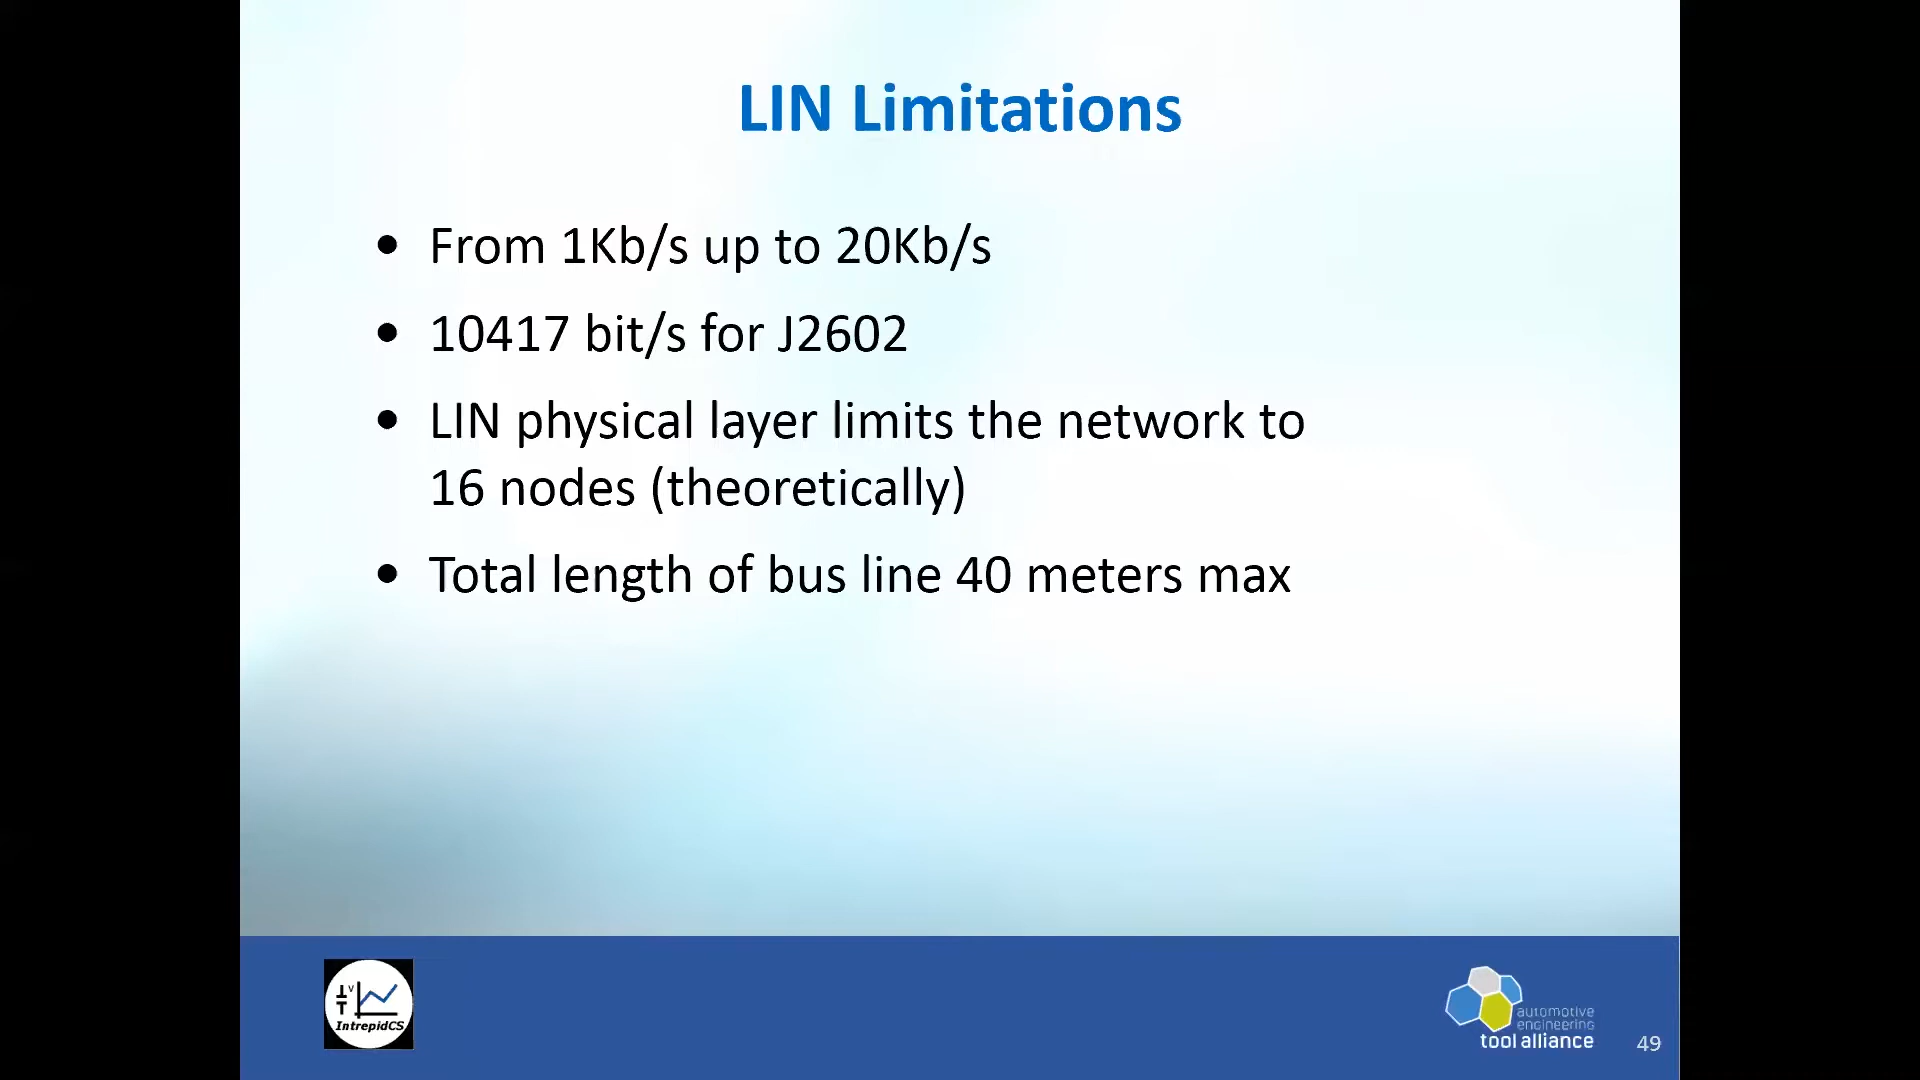 LIN Limitations
• From 1Kb/s up to 20Kb/s
• 10417 bit/s for J2602
• LIN physical layer limits the network to
16 nodes (theoretically)
• Total length of bus line 40 meters max
V
IntrepidCS
automotive
engineering
tool alliance
49